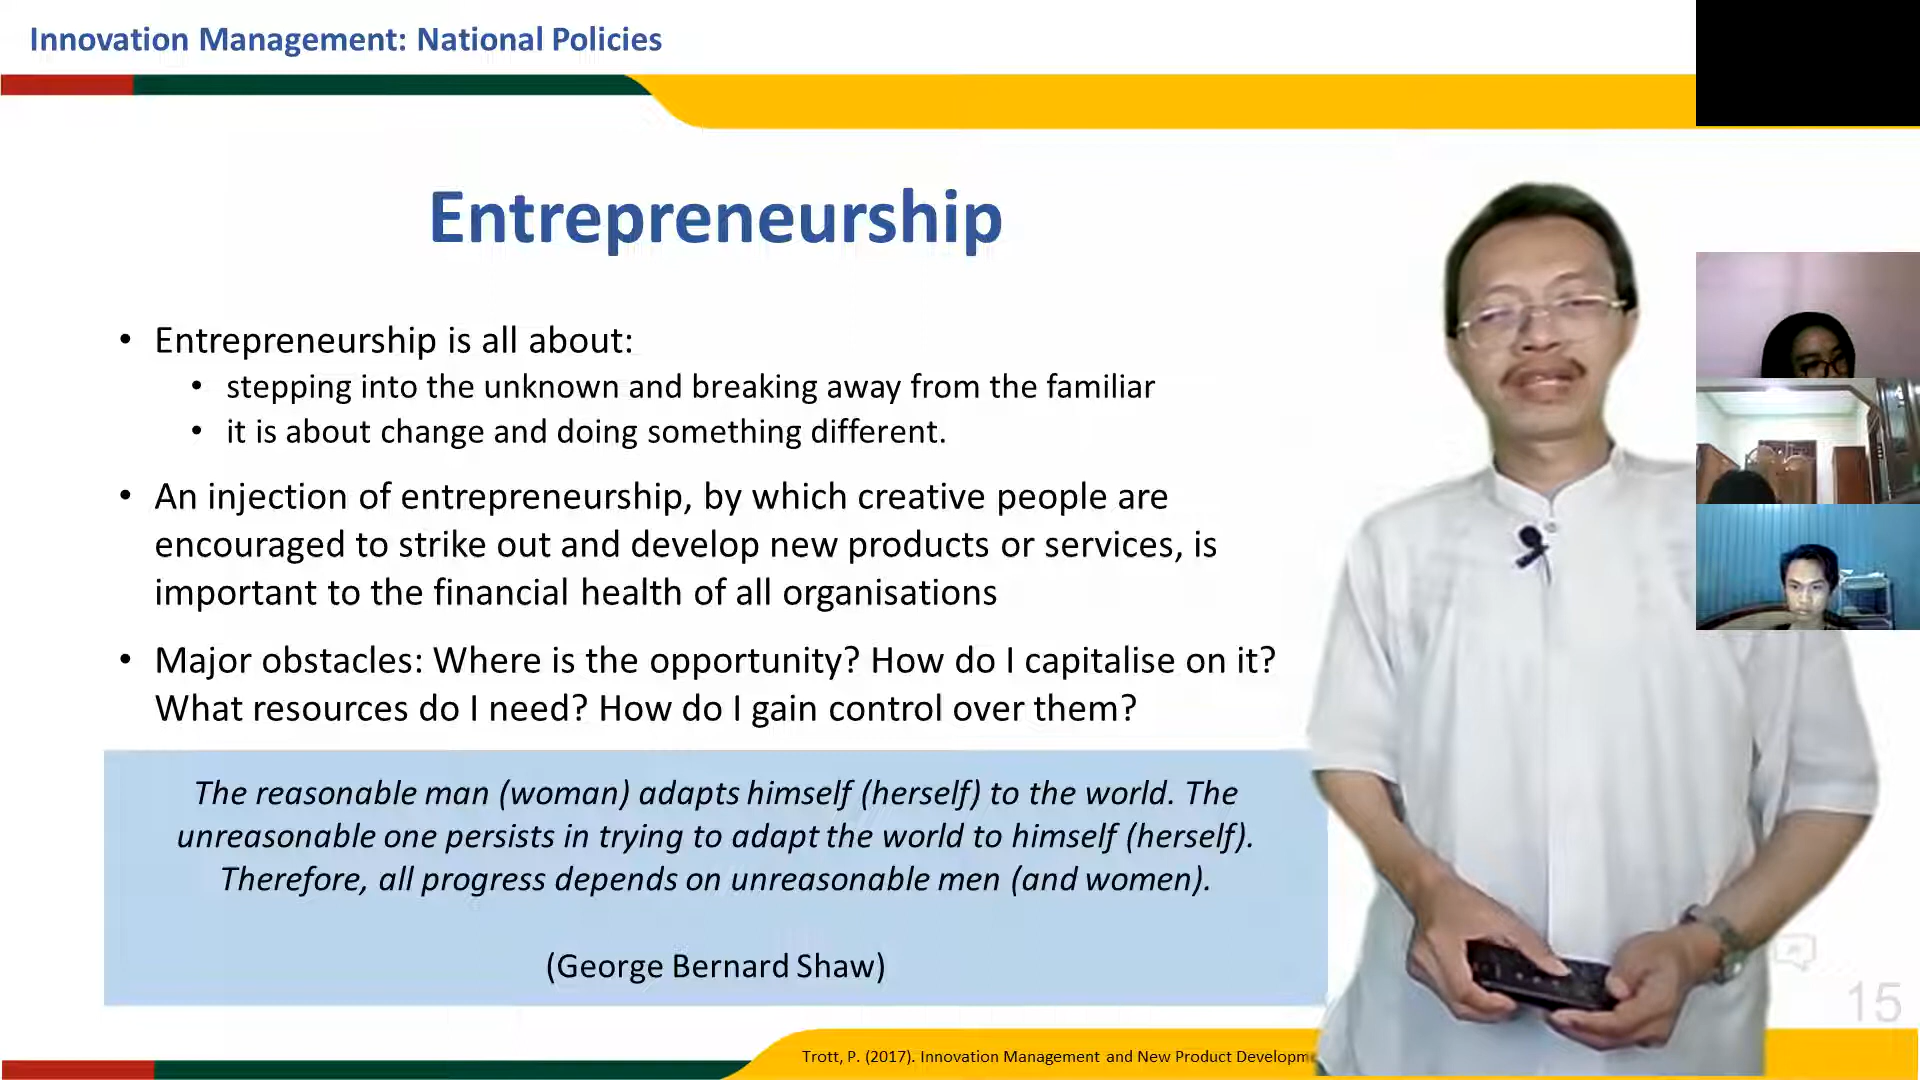 Innovation Management: National Policies
Entrepreneurship
• Entrepreneurship is all about:
• stepping into the unknown and breaking away from the familiar
• it is about change and doing something different.
• An injection of entrepreneurship, by which creative people are
encouraged to strike out and develop new products or services, is
important to the financial health of all organisations
• Major obstacles: Where is the opportunity? How do I capitalise on it?
What resources do I need? How do I gain control over them?
The reasonable man (woman) adapts himself (herself) to the world. The
unreasonable one persists in trying to adapt the world to himself (herself).
Therefore, all progress depends on unreasonable men (and women).
(George Bernard Shaw)
15
Trott, P. (2017). Innovation Management and New Product Developm